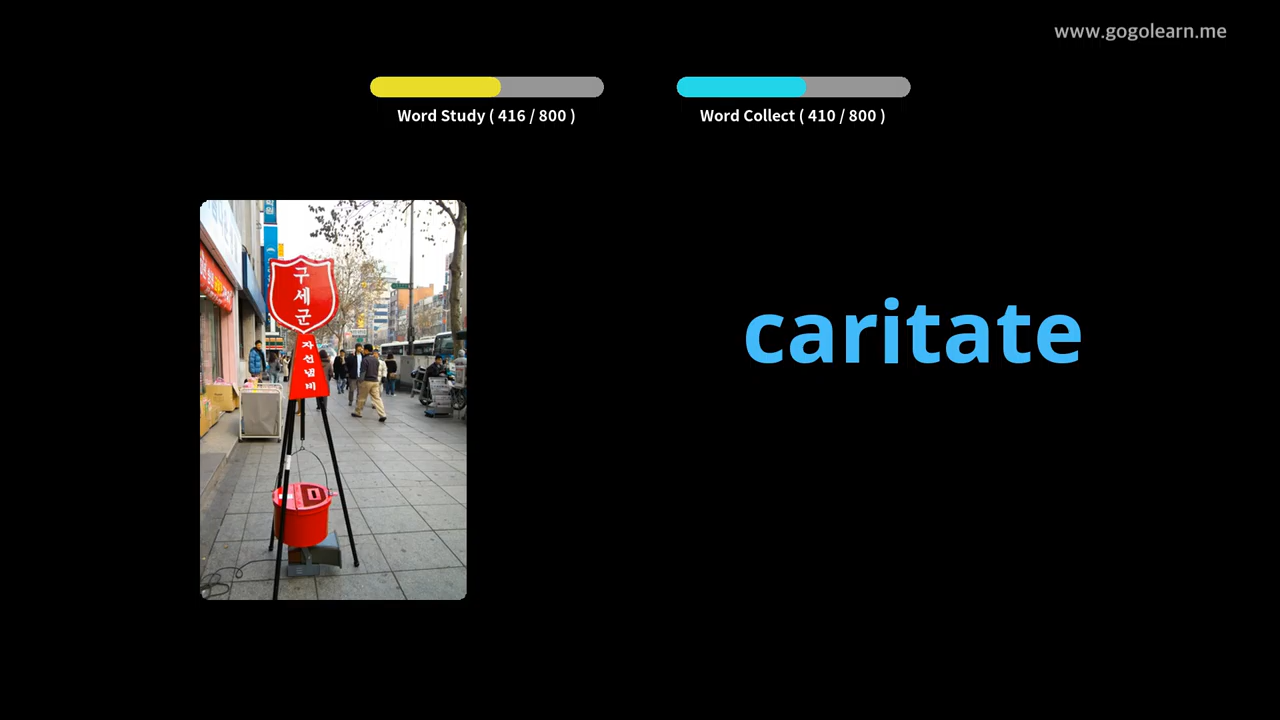 www.gogolearn.me
Word Study ( 416 / 800 )
Word Collect ( 410 / 800 )
구
세
군
자
선
냄
비
caritate